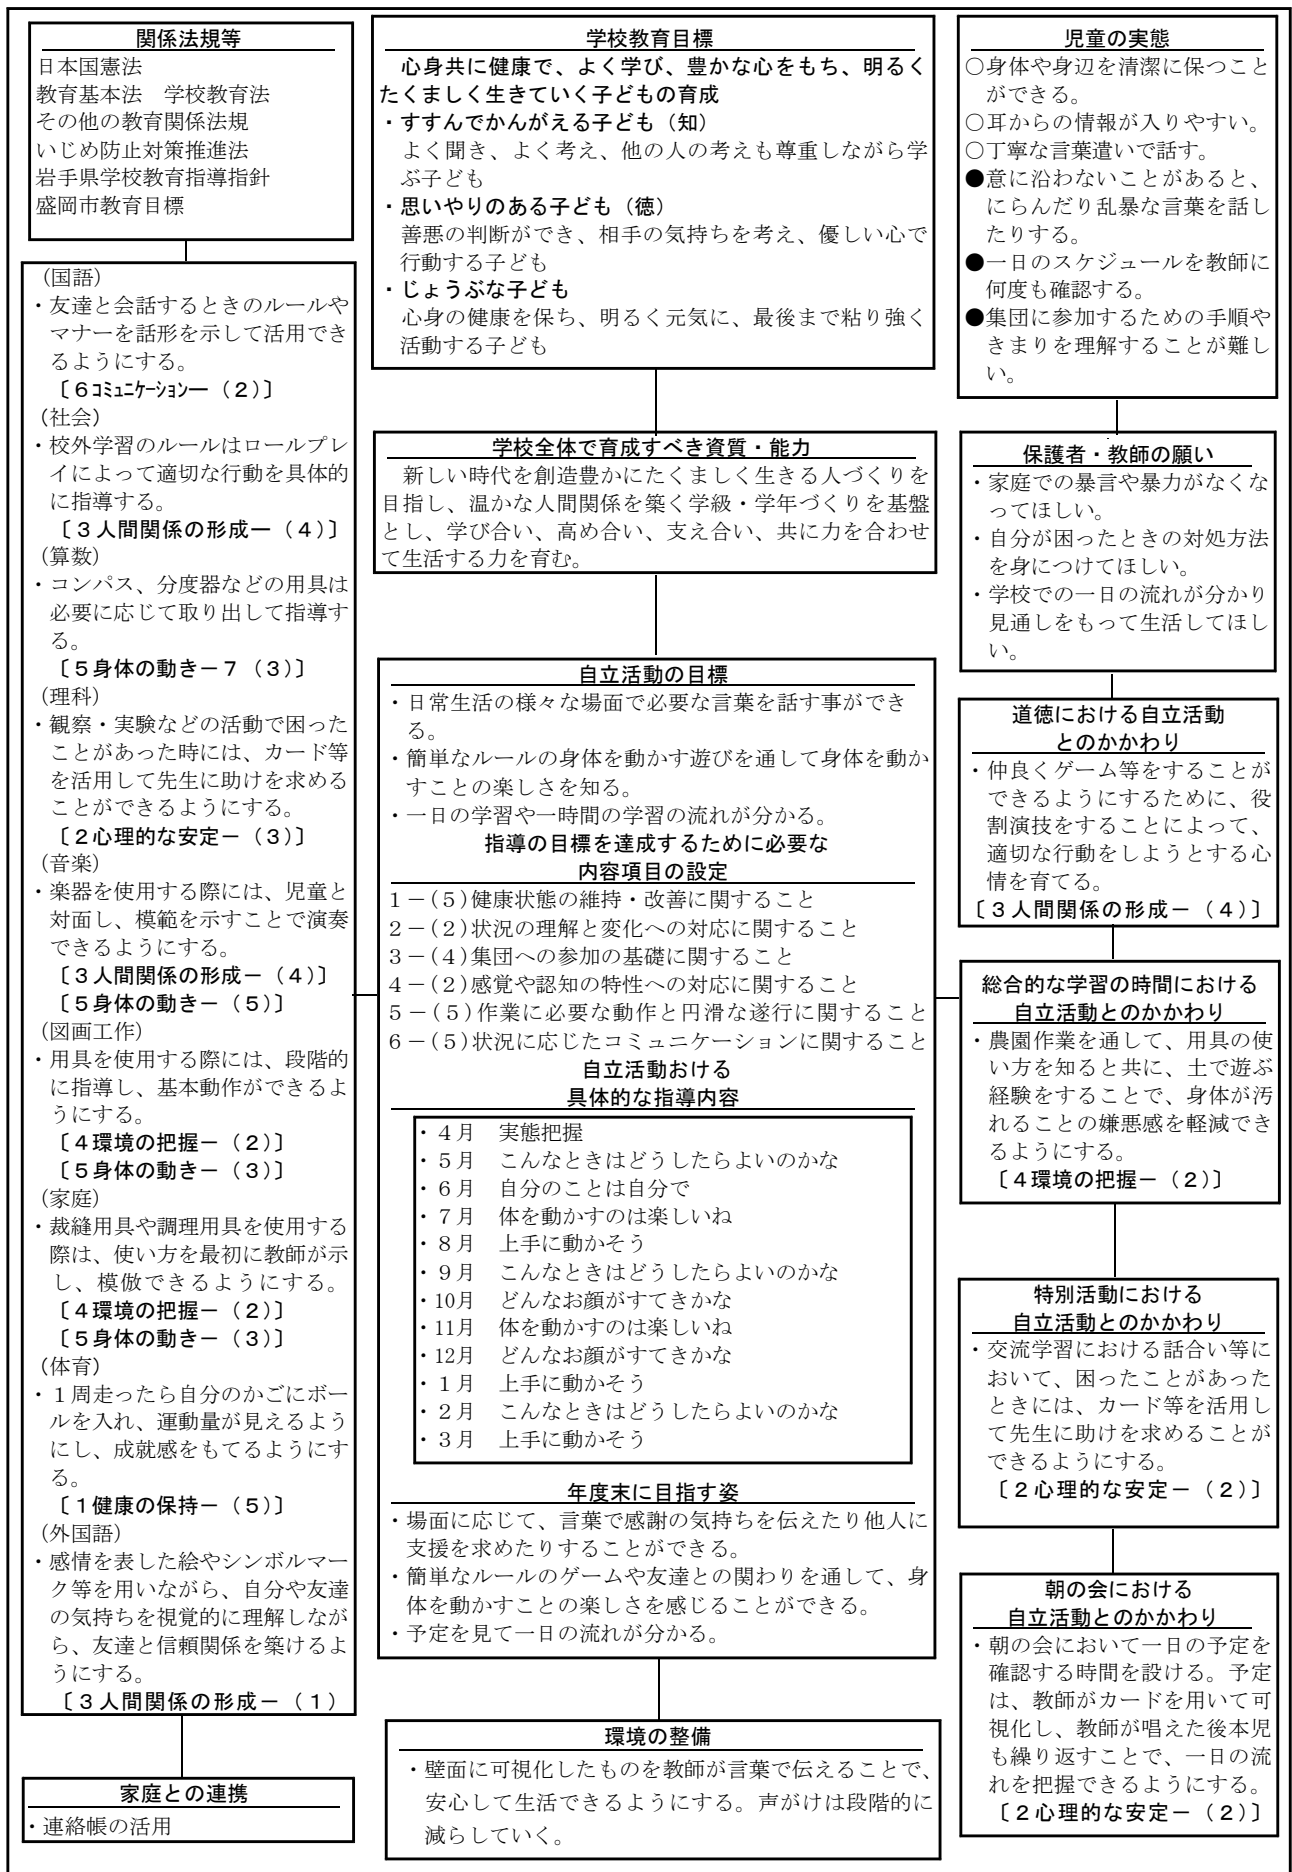 関係法規等
日本国憲法
教育基本法　学校教育法
その他の教育関係法規
いじめ防止対策推進法
岩手県学校教育指導指針
盛岡市教育目標
（国語）
・友達と会話するときのルールや
マナーを話形を示して活用でき
るようにする。
〔６コミュニケーション－（２）〕
（社会）
・校外学習のルールはロールプレ
イによって適切な行動を具体的
に指導する。
〔３人間関係の形成－（４）〕
（算数）
・コンパス、分度器などの用具は
必要に応じて取り出して指導す
る。
〔５身体の動き－７（３）〕
（理科）
・観察・実験などの活動で困った
ことがあった時には、カード等
を活用して先生に助けを求める
ことができるようにする。
〔２心理的な安定－（３）〕
（音楽）
・楽器を使用する際には、児童と
対面し、模範を示すことで演奏
できるようにする。
〔３人間関係の形成－（４）〕
〔５身体の動き－（５）〕
（図画工作）
・用具を使用する際には、段階的
に指導し、基本動作ができるよ
うにする。
〔４環境の把握－（２）〕
〔５身体の動き－（３）〕
（家庭）
・裁縫用具や調理用具を使用する
際は、使い方を最初に教師が示
し、模倣できるようにする。
〔４環境の把握－（２）〕
〔５身体の動き－（３）〕
（体育）
・１周走ったら自分のかごにボー
ルを入れ、運動量が見えるよう
にし、成就感をもてるようにす
る。
〔１健康の保持－（５）〕
（外国語）
・感情を表した絵やシンボルマー
ク等を用いながら、自分や友達
の気持ちを視覚的に理解しなが
ら、友達と信頼関係を築けるよ
うにする。
〔３人間関係の形成－（１）
家庭との連携
・連絡帳の活用
学校教育目標
心身共に健康で、よく学び、豊かな心をもち、明るく
たくましく生きていく子どもの育成
・すすんでかんがえる子ども（知）
よく聞き、よく考え、他の人の考えも尊重しながら学
ぶ子ども
・思いやりのある子ども（徳）
善悪の判断ができ、相手の気持ちを考え、優しい心で
行動する子ども
・じょうぶな子ども
心身の健康を保ち、明るく元気に、最後まで粘り強く
活動する子ども
学校全体で育成すべき資質・能力
新しい時代を創造豊かにたくましく生きる人づくりを
目指し、温かな人間関係を築く学級・学年づくりを基盤
とし、学び合い、高め合い、支え合い、共に力を合わせ
て生活する力を育む。
自立活動の目標
・日常生活の様々な場面で必要な言葉を話す事ができ
る。
・簡単なルールの身体を動かす遊びを通して身体を動か
すことの楽しさを知る。
・一日の学習や一時間の学習の流れが分かる。
指導の目標を達成するために必要な
内容項目の設定
１－(５)健康状態の維持・改善に関すること
２－(２)状況の理解と変化への対応に関すること
３－(４)集団への参加の基礎に関すること
４－(２)感覚や認知の特性への対応に関すること
５－(５)作業に必要な動作と円滑な遂行に関すること
６－(５)状況に応じたコミュニケーションに関すること
自立活動おける
具体的な指導内容
・４月　実態把握
・５月　こんなときはどうしたらよいのかな
・６月　自分のことは自分で
・７月　体を動かすのは楽しいね
・８月　上手に動かそう
・９月　こんなときはどうしたらよいのかな
・10月　どんなお顔がすてきかな
・11月　体を動かすのは楽しいね
・12月　どんなお顔がすてきかな
・１月　上手に動かそう
・２月　こんなときはどうしたらよいのかな
・３月　上手に動かそう
年度末に目指す姿
・場面に応じて、言葉で感謝の気持ちを伝えたり他人に
支援を求めたりすることができる。
・簡単なルールのゲームや友達との関わりを通して、身
体を動かすことの楽しさを感じることができる。
・予定を見て一日の流れが分かる。
環境の整備
・壁面に可視化したものを教師が言葉で伝えることで、
安心して生活できるようにする。声がけは段階的に
減らしていく。
児童の実態
○身体や身辺を清潔に保つこと
ができる。
○耳からの情報が入りやすい。
○丁寧な言葉遣いで話す。
●意に沿わないことがあると、
にらんだり乱暴な言葉を話し
たりする。
●一日のスケジュールを教師に
何度も確認する。
●集団に参加するための手順や
きまりを理解することが難し
い。
保護者・教師の願い
・家庭での暴言や暴力がなくな
ってほしい。
・自分が困ったときの対処方法
を身につけてほしい。
・学校での一日の流れが分かり
見通しをもって生活してほし
い。
道徳における自立活動
とのかかわり
・仲良くゲーム等をすることが
できるようにするために、役
割演技をすることによって、
適切な行動をしようとする心
情を育てる。
〔３人間関係の形成－（４）〕
総合的な学習の時間における
自立活動とのかかわり
・農園作業を通して、用具の使
い方を知ると共に、土で遊ぶ
経験をすることで、身体が汚
れることの嫌悪感を軽減でき
るようにする。
〔４環境の把握－（２）〕
特別活動における
自立活動とのかかわり
・交流学習における話合い等に
おいて、困ったことがあった
ときには、カード等を活用し
て先生に助けを求めることが
できるようにする。
〔２心理的な安定－（２）〕
朝の会における
自立活動とのかかわり
・朝の会において一日の予定を
確認する時間を設ける。予定
は、教師がカードを用いて可
視化し、教師が唱えた後本児
も繰り返すことで、一日の流
れを把握できるようにする。
〔２心理的な安定－（２）〕